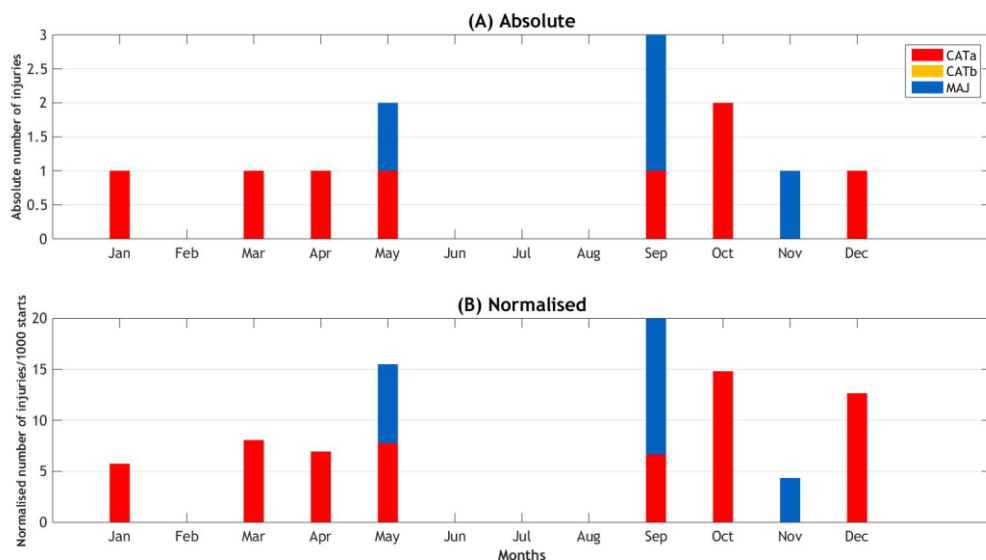 (A) Absolute
Absolute number of injuries
3
2.5
2
1.5
1
0.5
0
CATa
CATb
MAJ
Jan Feb Mar Apr May Jun Jul Aug Sep Oct Nov Dec
(B) Normalised
Normalised number of injuries/1000 starts
20
15
10
5
0
Jan Feb Mar Apr May Jun Jul Aug Sep Oct Nov Dec
Months